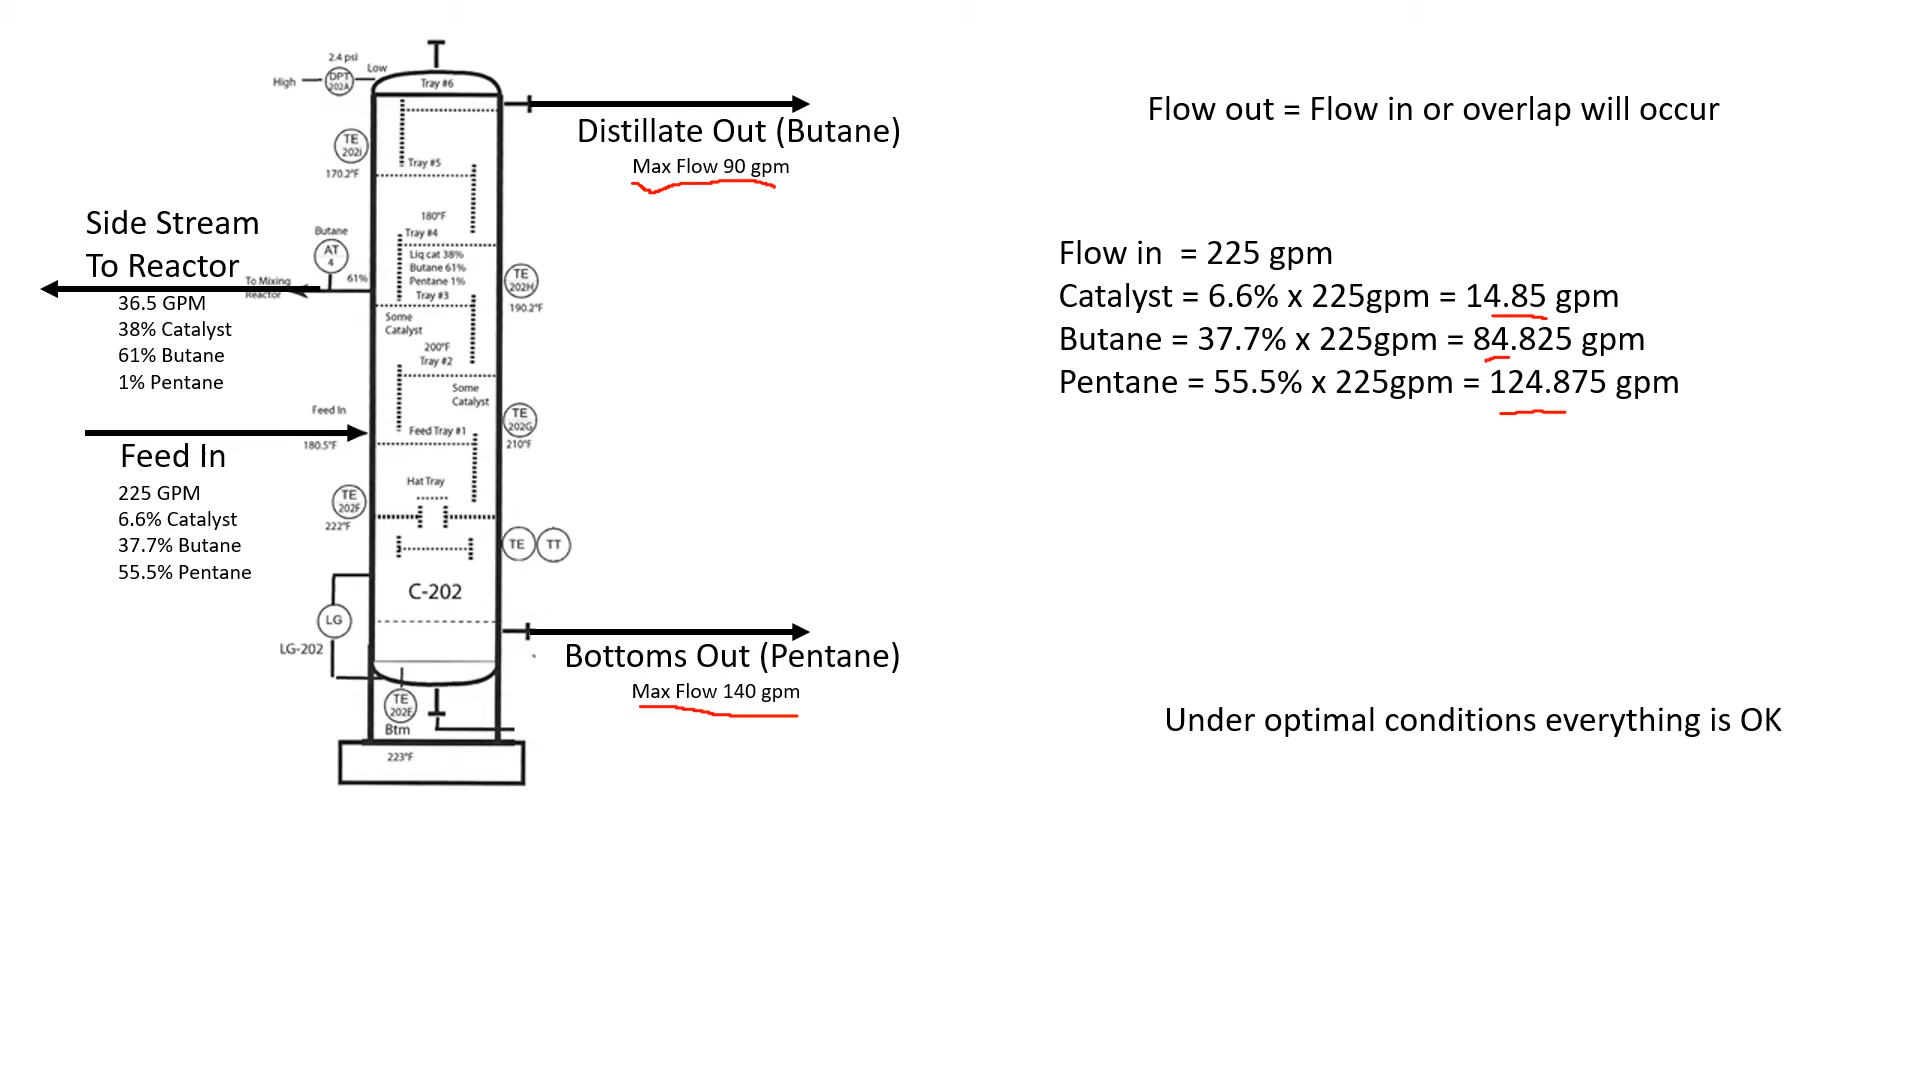 2.4 psi
High
DPT
202A
Low
Tray #6
Distillate Out (Butane)
Max Flow 90 gpm
TE
202I
170.2°F
Tray #5
180°F
Tray #4
Side Stream
To Reactor
Butane
AT
4
61%
To Mixing
Reactor
36.5 GPM
38% Catalyst
61% Butane
1% Pentane
Liq cat 38%
Butane 61%
Pentane 1%
Tray #3
TE
202H
190.2°F
Some
Catalyst
200°F
Tray #2
Some
Catalyst
Feed In
180.5°F
Feed Tray #1
TE
202G
210°F
Feed In
225 GPM
6.6% Catalyst
37.7% Butane
55.5% Pentane
Hat Tray
TE
202F
222°F
TE
TT
C-202
LG
LG-202
Bottoms Out (Pentane)
Max Flow 140 gpm
TE
202E
Btm
223°F
Flow out = Flow in or overlap will occur
Flow in = 225 gpm
Catalyst = 6.6% x 225gpm = 14.85 gpm
Butane = 37.7% x 225gpm = 84.825 gpm
Pentane = 55.5% x 225gpm = 124.875 gpm
Under optimal conditions everything is OK